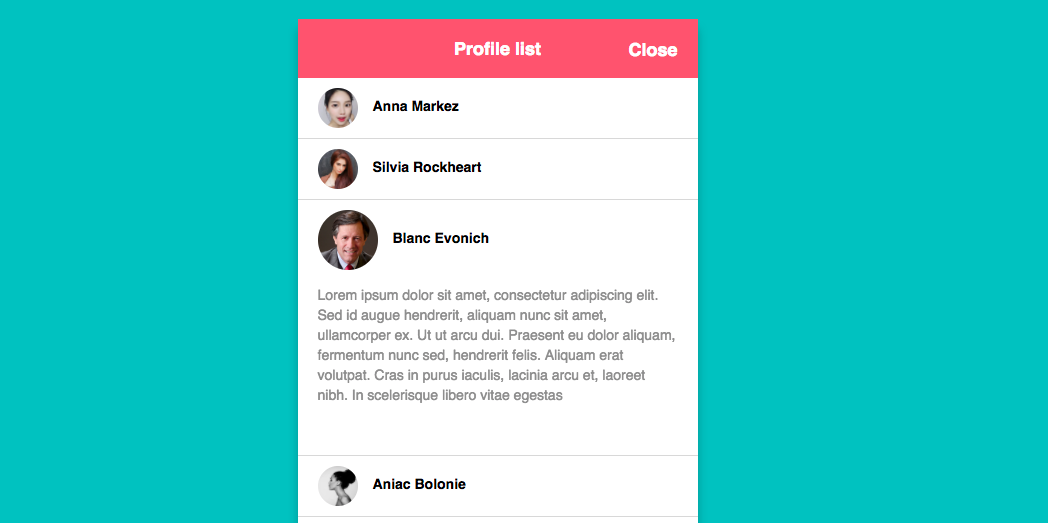 Profile list
Close
Anna Markez
Silvia Rockheart
Blanc Evonich
Lorem ipsum dolor sit amet, consectetur adipiscing elit.
Sed id augue hendrerit, aliquam nunc sit amet,
ullamcorper ex. Ut ut arcu dui. Praesent eu dolor aliquam,
fermentum nunc sed, hendrerit felis. Aliquam erat
volutpat. Cras in purus iaculis, lacinia arcu et, laoreet
nibh. In scelerisque libero vitae egestas
Aniac Bolonie